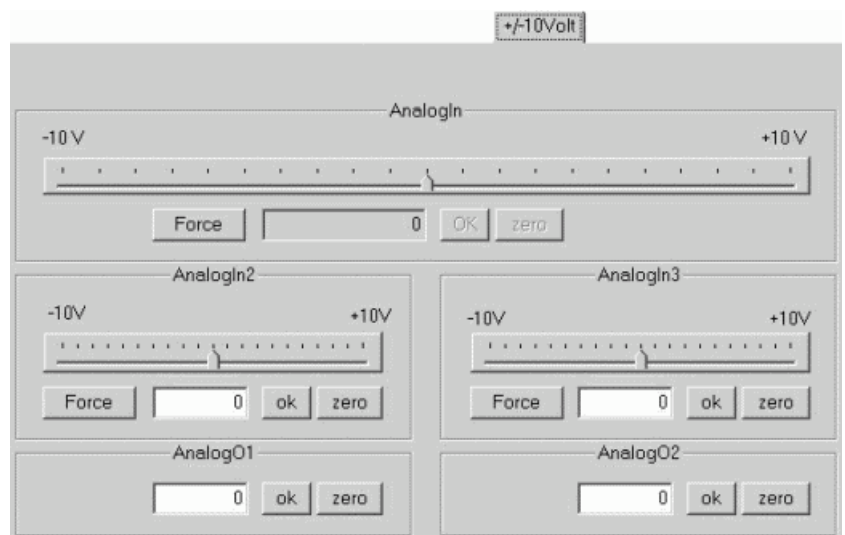 +/-10Volt
AnalogIn
-10 V +10 V
Force 0 OK zero
AnalogIn2
-10V +10V
Force 0 ok zero
AnalogIn3
-10V +10V
Force 0 ok zero
AnalogO1
0 ok zero
AnalogO2
0 ok zero